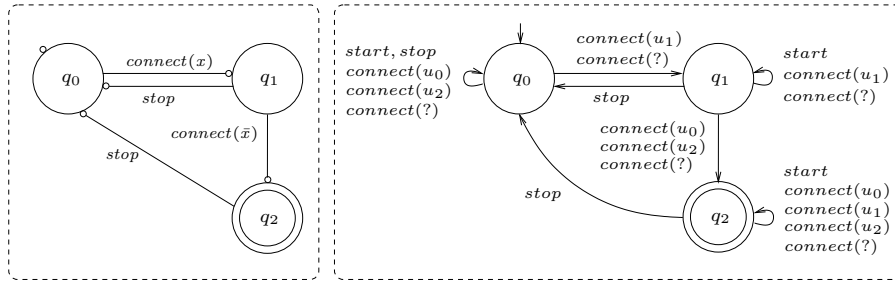 q0
connect(x)
stop
q1
connect(x̄)
stop
q2
start, stop
connect(u0)
connect(u2)
connect(?)
q0
connect(u1)
connect(?)
stop
q1
start
connect(u1)
connect(?)
connect(u0)
connect(u2)
connect(?)
stop
q2
start
connect(u0)
connect(u1)
connect(u2)
connect(?)